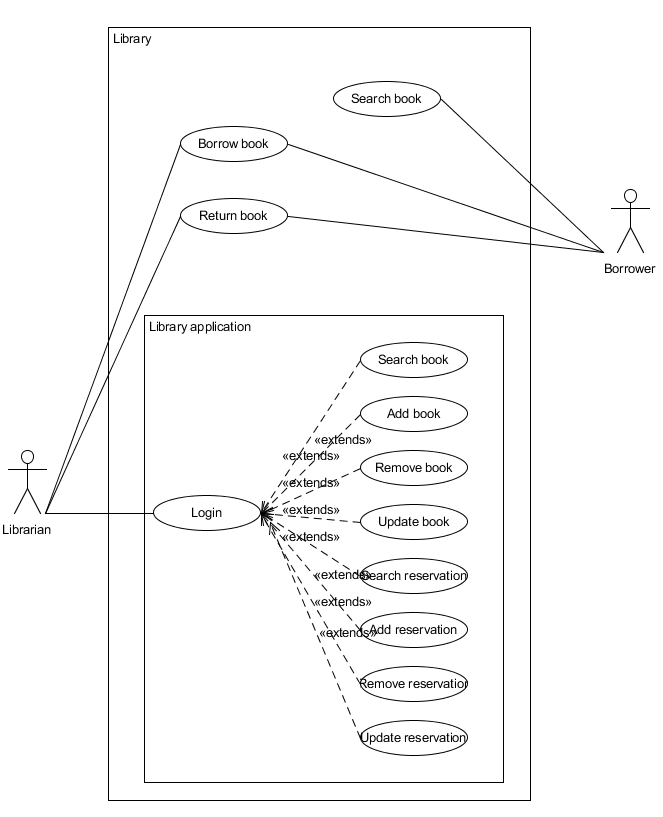 Library
Search book
Borrow book
Return book
Borrower
Library application
Search book
Add book
«extends»
«extends»
Remove book
«extends»
Librarian
Login
«extends»
Update book
«extends»
«extends»
Search reservation
«extends»
Add reservation
«extends»
Remove reservation
Update reservation